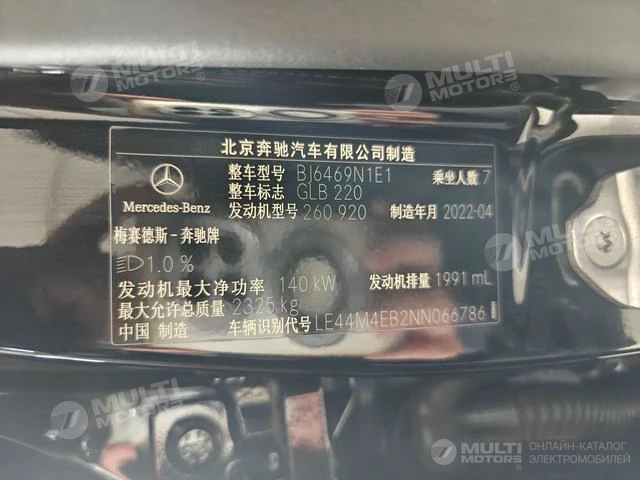 MULTI MOTORS
MULTI MOTORS
北京奔驰汽车有限公司制造
整车型号 BJ6469N1E1 乘坐人数 7
整车标志 GLB 220
发动机型号 260 920 制造年月 2022-04
Mercedes-Benz
梅赛德斯-奔驰牌
1.0 %
发动机最大净功率 140 kW 发动机排量 1991 mL
最大允许总质量 2325 kg
中国 制造 车辆识别代号 LE44M4EB2NN066786
MULTI MOTORS
MULTI MOTORS
MULTI MOTORS ОНЛАЙН-КАТАЛОГ ЭЛЕКТРОМОБИЛЕЙ